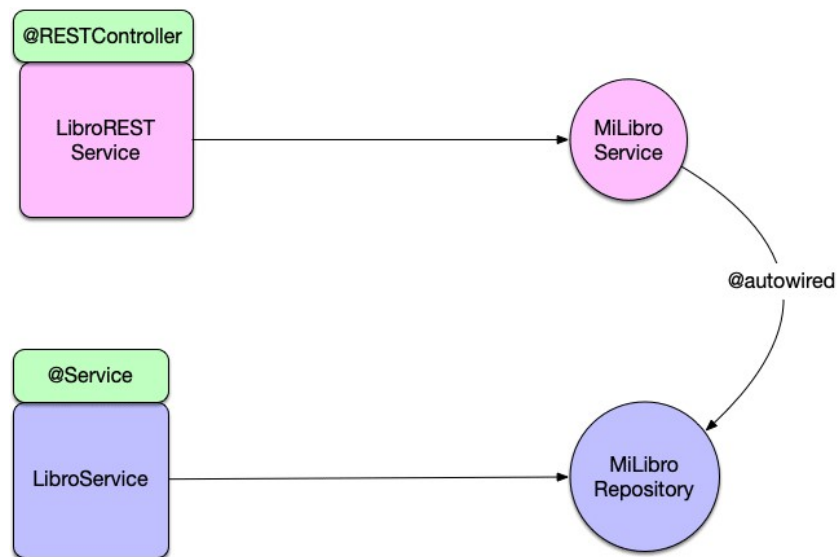 @RESTController
LibroREST
Service
MiLibro
Service
@autowired
@Service
LibroService
MiLibro
Repository